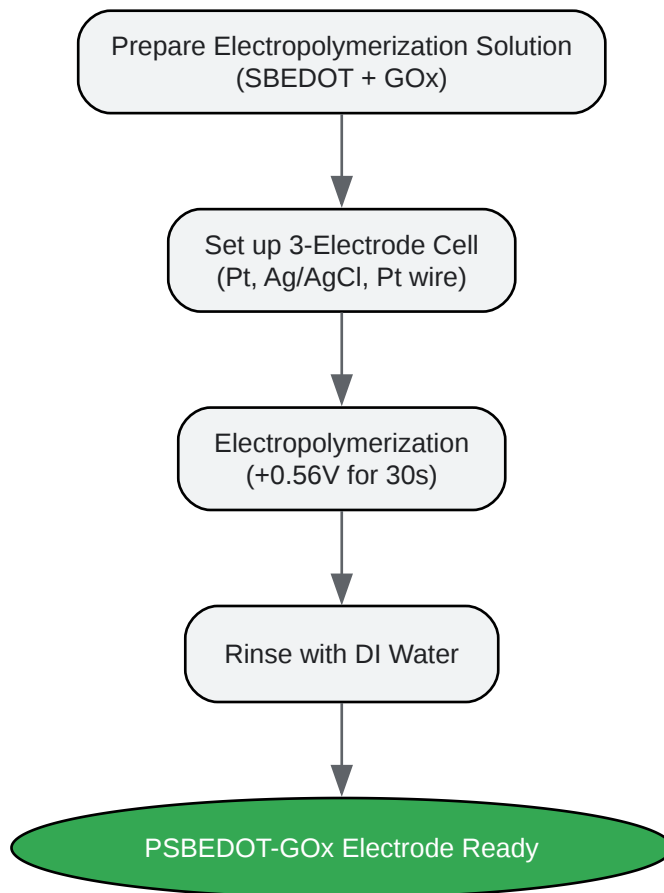 Prepare Electropolymerization Solution
(SBEDOT + GOx)
Set up 3-Electrode Cell
(Pt, Ag/AgCl, Pt wire)
Electropolymerization
(+0.56V for 30s)
Rinse with DI Water
PSBEDOT-GOx Electrode Ready